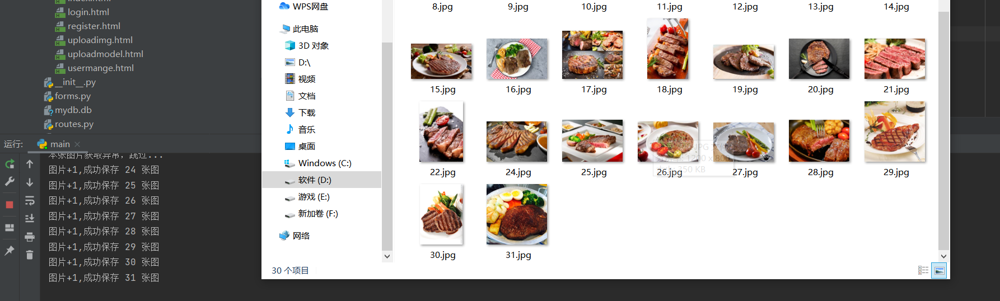 login.html
register.html
uploadimg.html
uploadmodel.html
usermange.html
__init__.py
forms.py
mydb.db
routes.py
运行: main ×
本张图片获取异常，跳过...
图片+1,成功保存 24 张图
图片+1,成功保存 25 张图
图片+1,成功保存 26 张图
图片+1,成功保存 27 张图
图片+1,成功保存 28 张图
图片+1,成功保存 29 张图
图片+1,成功保存 30 张图
图片+1,成功保存 31 张图
WPS网盘
此电脑
3D 对象
D:\
视频
文档
下载
音乐
桌面
Windows (C:)
软件 (D:)
游戏 (E:)
新加卷 (F:)
网络
8.jpg 9.jpg 10.jpg 11.jpg 12.jpg 13.jpg 14.jpg
15.jpg 16.jpg 17.jpg 18.jpg 19.jpg 20.jpg 21.jpg
JPG
1200 x 800
350 KB
22.jpg 24.jpg 25.jpg 26.jpg 27.jpg 28.jpg 29.jpg
30.jpg 31.jpg
30 个项目